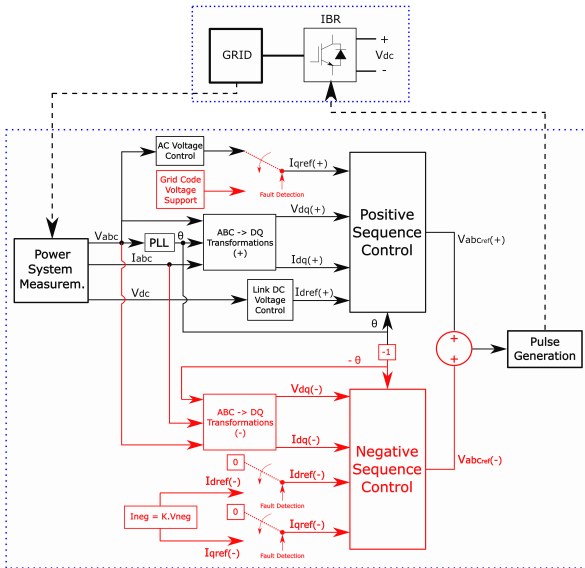 IBR
GRID
+
Vdc
-
AC Voltage
Control
Iqref(+)
Grid Code
Voltage
Support
Fault Detection
Vdq(+)
Vabc
θ
PLL
ABC -> DQ
Transformations
(+)
Positive
Sequence
Control
Vabcref(+)
Power
System
Measurem.
Iabc
Idq(+)
Vdc
Link DC
Voltage
Control
Idref(+)
θ
-1
+
+
Pulse
Generation
- θ
Vdq(-)
ABC -> DQ
Transformations
(-)
Idq(-)
Negative
Sequence
Control
Vabcref(-)
0
Idref(-)
Idref(-)
Fault Detection
Ineg = K.Vneg
0
Iqref(-)
Iqref(-)
Fault Detection